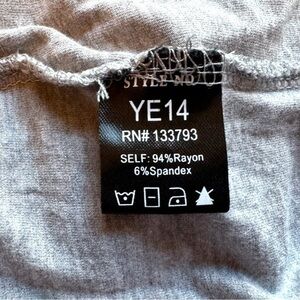 STYLE NO.
YE14
RN# 133793
SELF: 94%Rayon
6%Spandex